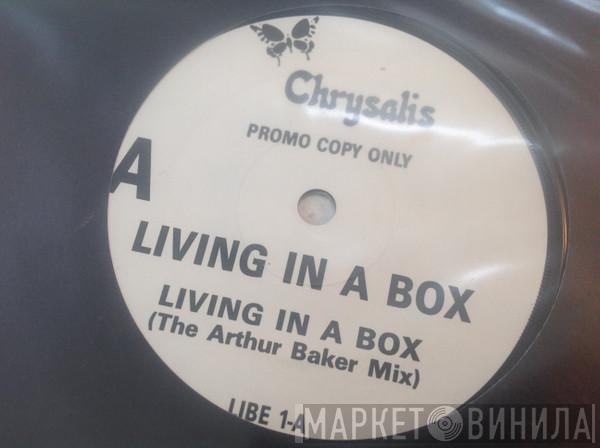 Chrysalis
PROMO COPY ONLY
A
LIVING IN A BOX
LIVING IN A BOX
(The Arthur Baker Mix)
LIBE 1-A
МАРКЕТ ВИНИЛА